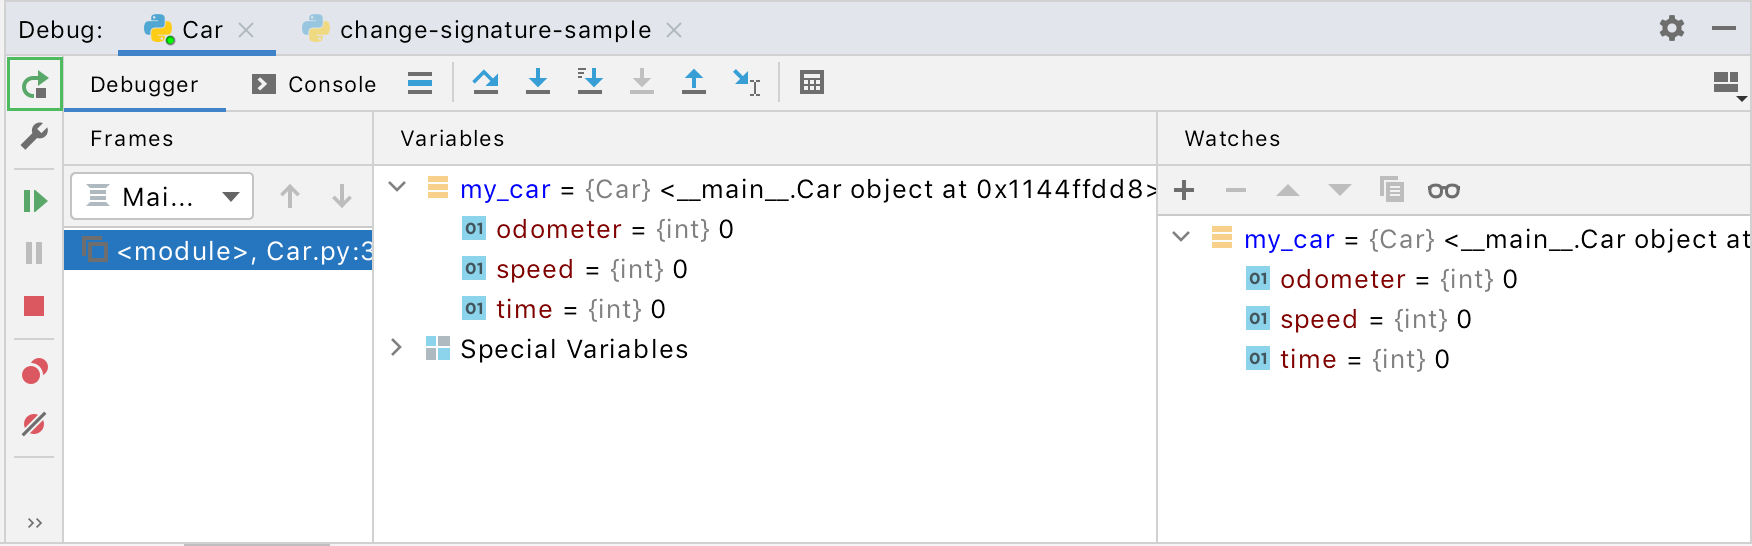 Debug: Car change-signature-sample
Debugger Console
Frames
Mai...
<module>, Car.py:3
Variables
my_car = {Car} <__main__.Car object at 0x1144ffdd8>
01 odometer = {int} 0
01 speed = {int} 0
01 time = {int} 0
Special Variables
Watches
my_car = {Car} <__main__.Car object at
01 odometer = {int} 0
01 speed = {int} 0
01 time = {int} 0